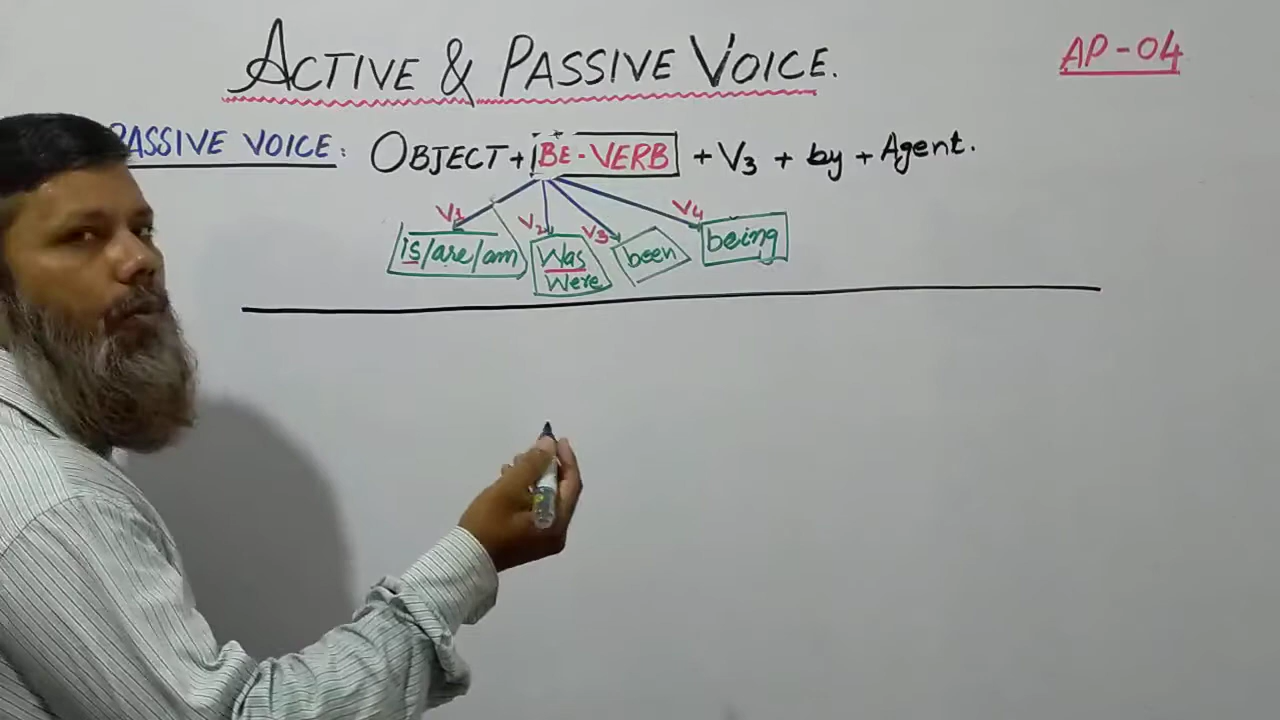 ACTIVE & PASSIVE VOICE.
AP-04
PASSIVE VOICE: OBJECT + BE-VERB + V3 + by + Agent.
V1 V2 V3 V4
is/are/am Was been being
Were